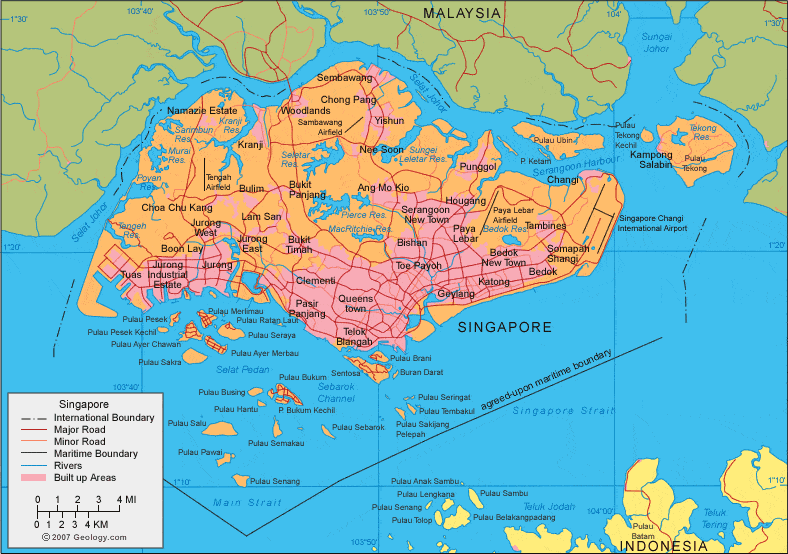 103°40'
103°50'
MALAYSIA
104°
1°30'
1°30'
Sungai
Johor
Sembawang
Selat Johor
Chong Pang
Namazie Estate
Woodlands
Kranji
Res.
Sambawang
Airfield
Yishun
Sarimbun
Res.
Pulau
Tekong
Kechil
Tekong
Res.
Pulau Ubin
Kranji
Murai
Res.
Nee Soon
Sungei
Leletar Res.
Seletar
Res.
P. Ketam
Kampong
Salabin
Pulau
Tekong
Serangoon Harbour
Punggol
Poyan
Res.
Tengah
Airfield
Changi
Bulim
Bukit
Panjang
Ang Mo Kio
Hougang
Choa Chu Kang
Lam San
Pierce Res.
Serangoon
New Town
Paya Lebar
Airfield
Singapore Changi
International Airport
Selat Johor
Tengeh
Res.
Jurong
West
MacRitchie Res.
Paya
Lebar
Bedok Res.
Tambines
1°20'
Boon Lay
Jurong
East
Bukit
Timah
Bishan
Somapah
Shangi
1°20'
Tuas
Jurong
Industrial
Estate
Jurong
Toe Payoh
Bedok
New Town
Bedok
Clementi
Katong
Geylang
Pasir
Panjang
Queens
town
Pulau Merlimau
Pulau Pesek
Pulau Ratan Laut
SINGAPORE
Pulau Pesek Kechil
Pulau Seraya
Telok
Blangah
Pulau Ayer Chawan
Pulau Ayer Merbau
Pulau Sakra
Pulau Brani
Selat Pedan
Sentosa
Buran Darat
agreed-upon maritime boundary
103°40'
Pulau Bukum
Sebarok
Channel
Pulau Busing
Pulau Seringat
Pulau Hantu
P. Bukum Kechil
Pulau Tembakul
Singapore Strait
Pulau Salu
Pulau Sebarok
Pulau Sakijang
Pelepah
Pulau Semakau
Pulau Pawai
Pulau Senang
1°10'
1°10'
Main Strait
Pulau Anak Sambu
Pulau Lengkana
Pulau Sambu
Pulau Senang
Teluk Jodah
Pulau Tolop
Pulau Belakangpadang
104°00'
Teluk
Tering
Pulau
Batam
103°50'
INDONESIA
Singapore
International Boundary
Major Road
Minor Road
Maritime Boundary
Rivers
Built up Areas
0 1 2 3 4 MI
0 1 2 3 4 KM
© 2007 Geology.com